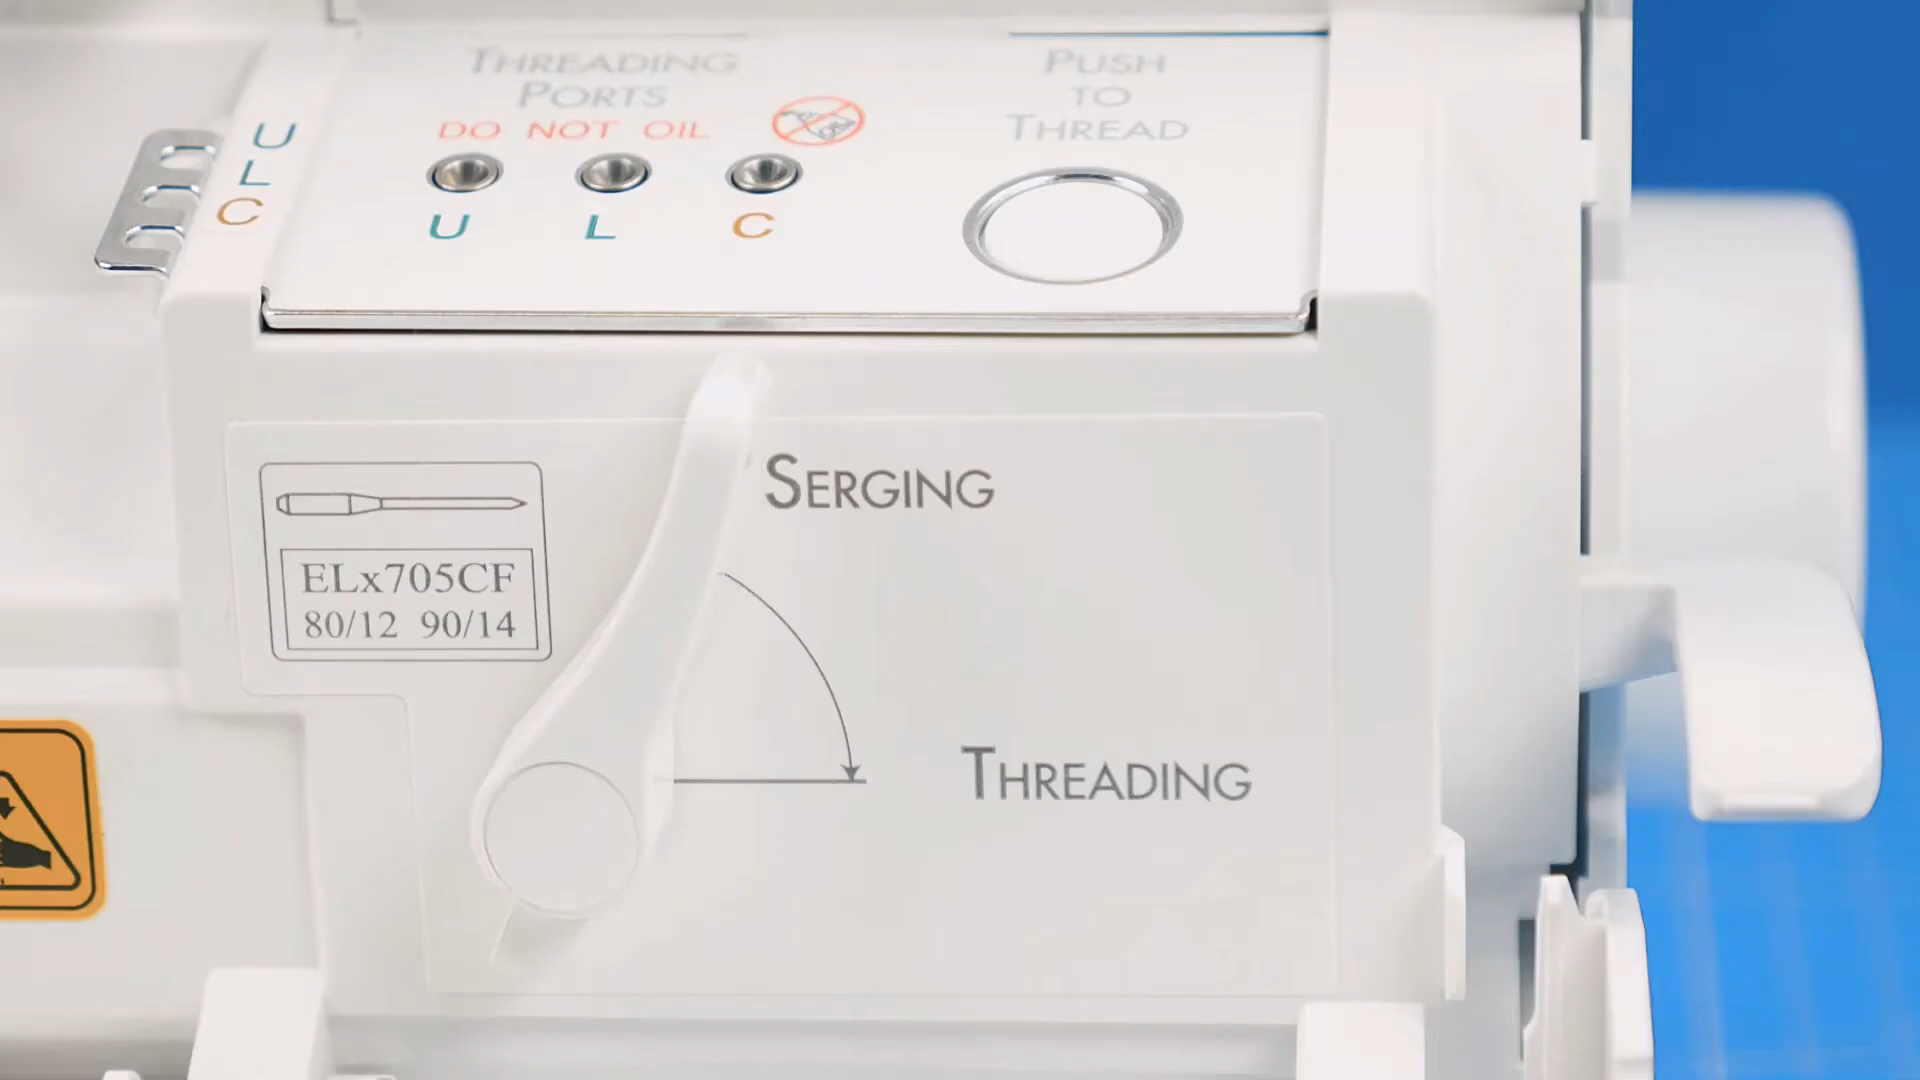 THREADING
PORTS
DO NOT OIL
PUSH
TO
THREAD
U
L
C
U L C
SERGING
ELx705CF
80/12 90/14
THREADING